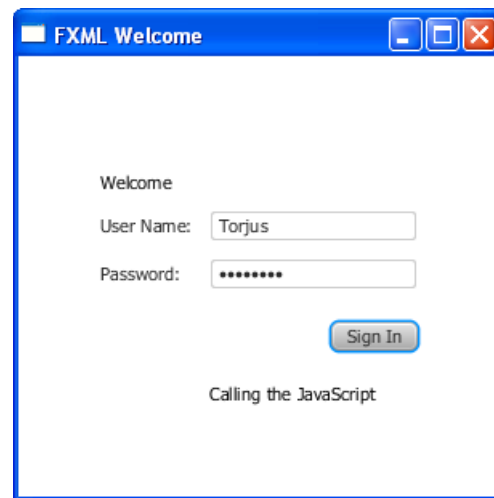 FXML Welcome
Welcome
User Name: Torjus
Password: ••••••••
Sign In
Calling the JavaScript